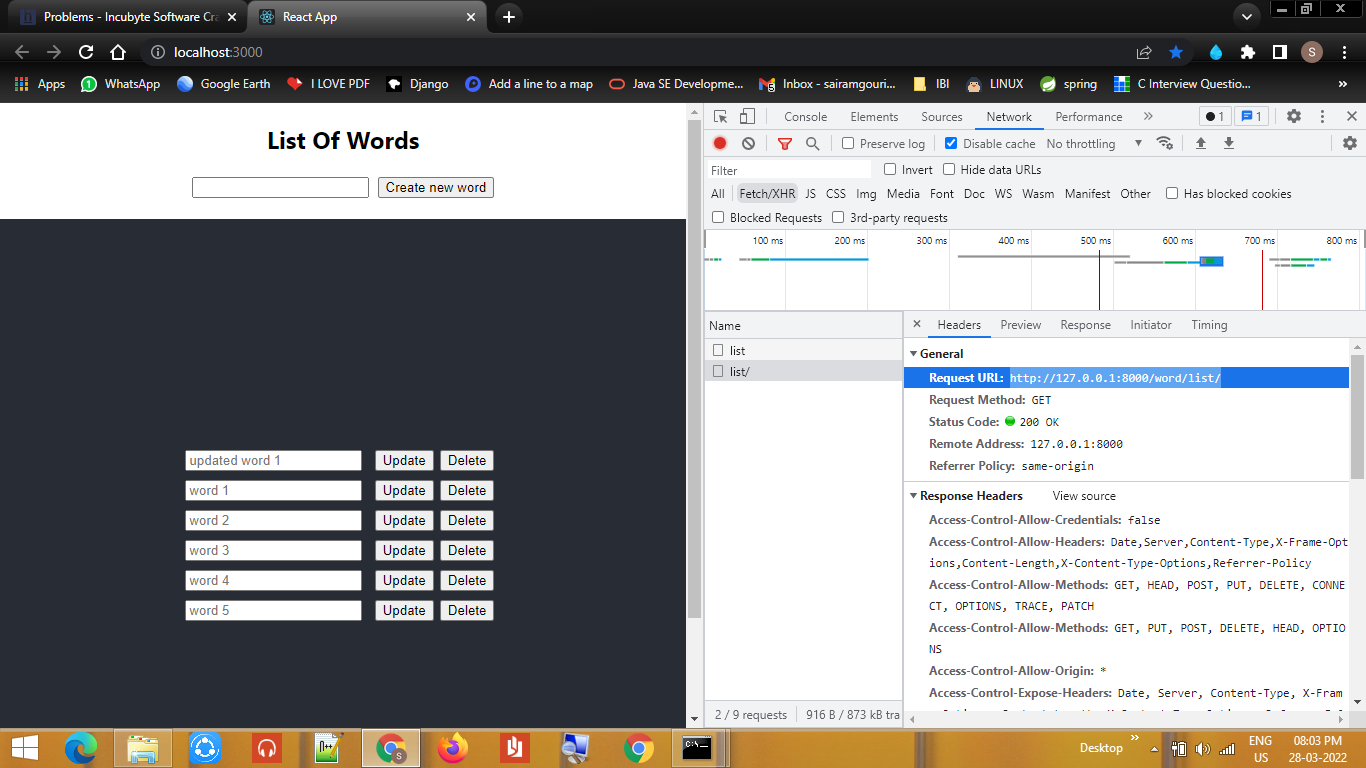 Problems - Incubyte Software Cra
React App
localhost:3000
S
Apps WhatsApp Google Earth I LOVE PDF Django Add a line to a map Java SE Developme... Inbox - sairamgouri... IBI LINUX spring C Interview Questio... »
List Of Words
Create new word
updated word 1 Update Delete
word 1 Update Delete
word 2 Update Delete
word 3 Update Delete
word 4 Update Delete
word 5 Update Delete
Console Elements Sources Network Performance » 1 1
Preserve log Disable cache No throttling
Filter Invert Hide data URLs
All Fetch/XHR JS CSS Img Media Font Doc WS Wasm Manifest Other Has blocked cookies
Blocked Requests 3rd-party requests
100 ms 200 ms 300 ms 400 ms 500 ms 600 ms 700 ms 800 ms
Name
list
list/
2 / 9 requests 916 B / 873 kB tra
Headers Preview Response Initiator Timing
General
Request URL: http://127.0.0.1:8000/word/list/
Request Method: GET
Status Code: 200 OK
Remote Address: 127.0.0.1:8000
Referrer Policy: same-origin
Response Headers View source
Access-Control-Allow-Credentials: false
Access-Control-Allow-Headers: Date,Server,Content-Type,X-Frame-Opt
ions,Content-Length,X-Content-Type-Options,Referrer-Policy
Access-Control-Allow-Methods: GET, HEAD, POST, PUT, DELETE, CONNE
CT, OPTIONS, TRACE, PATCH
Access-Control-Allow-Methods: GET, PUT, POST, DELETE, HEAD, OPTIO
NS
Access-Control-Allow-Origin: *
Access-Control-Expose-Headers: Date, Server, Content-Type, X-Fram
Desktop » ENG 08:03 PM
US 28-03-2022